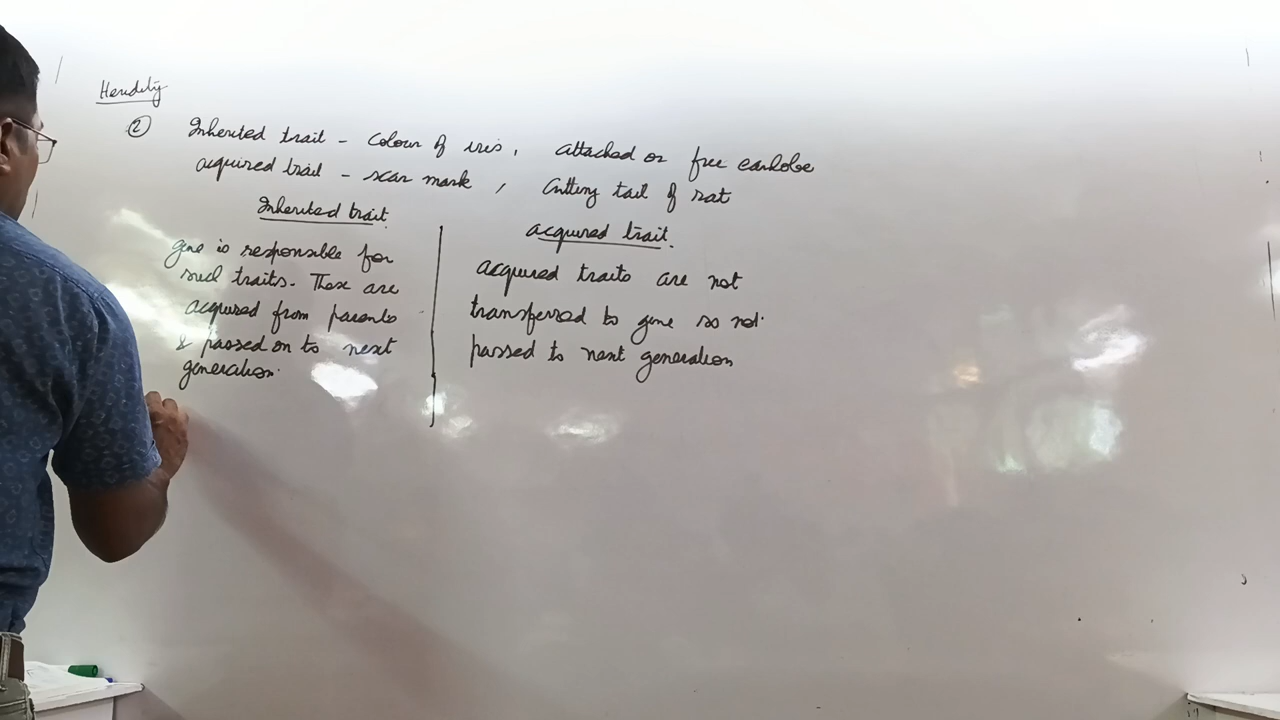 Heredity
② Inherited trait - colour of iris, attached or free earlobe
acquired trait - scar mark, Cutting tail of rat
Inherited trait
gene is responsible for
such traits. These are
acquired from parents
& passed on to next
generation.
acquired trait.
acquired traits are not
transferred to gene so not
passed to next generation